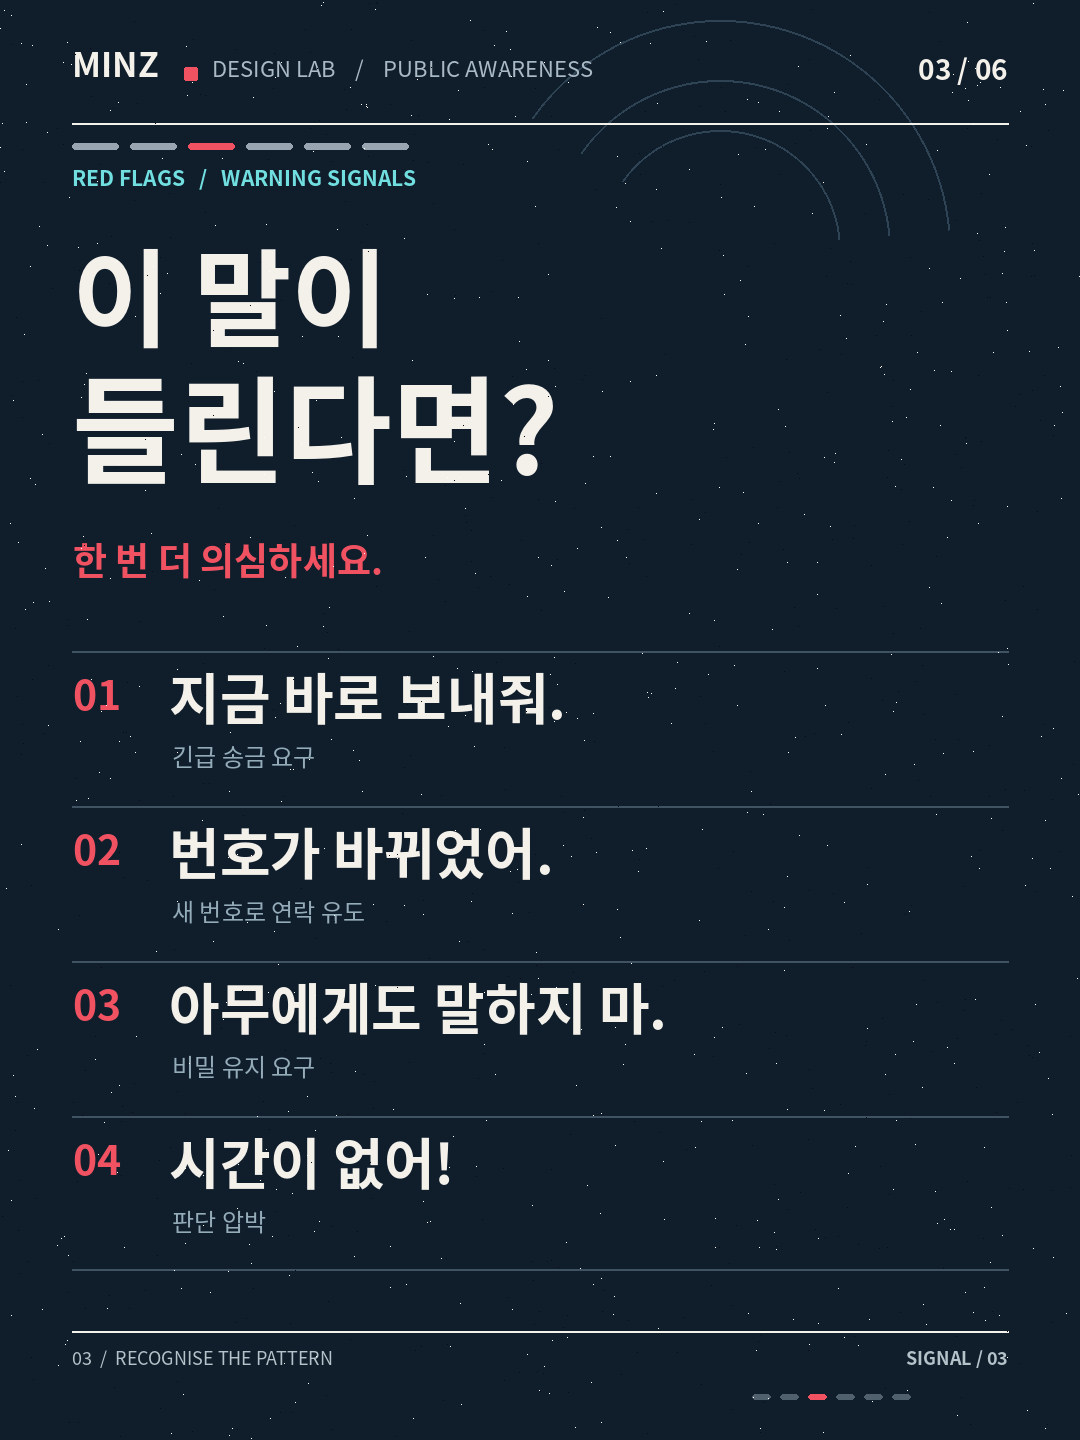 MINZ DESIGN LAB / PUBLIC AWARENESS 03 / 06
RED FLAGS / WARNING SIGNALS
이 말이
들린다면?
한 번 더 의심하세요.
01 지금 바로 보내줘.
긴급 송금 요구
02 번호가 바뀌었어.
새 번호로 연락 유도
03 아무에게도 말하지 마.
비밀 유지 요구
04 시간이 없어!
판단 압박
03 / RECOGNISE THE PATTERN SIGNAL / 03